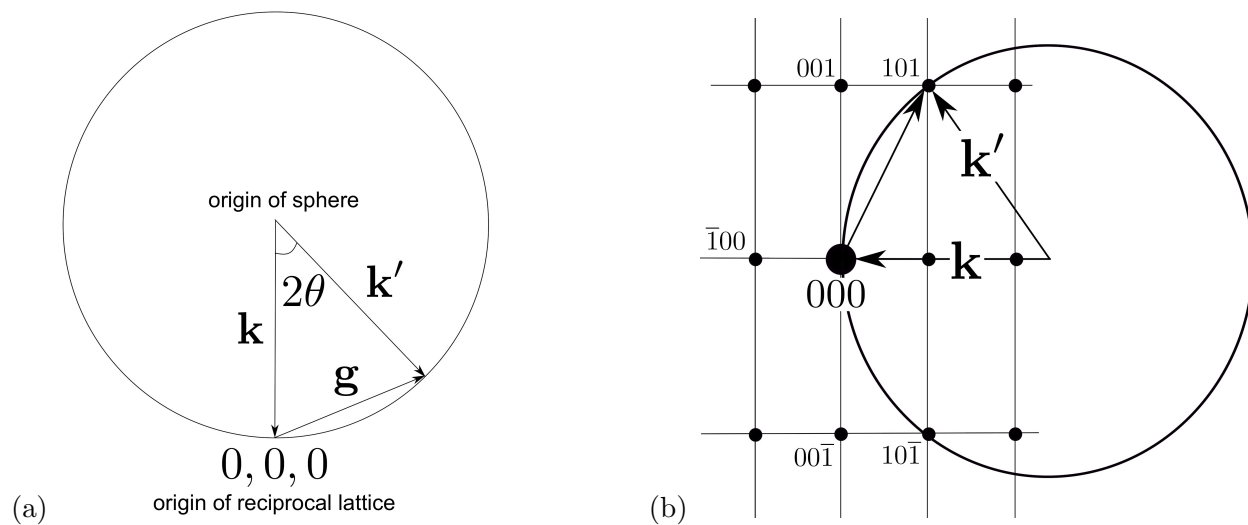 origin of sphere
2θ
k′
k
g
0, 0, 0
origin of reciprocal lattice
(a)
001
101
k′
1̅00
k
000
001̅
101̅
(b)